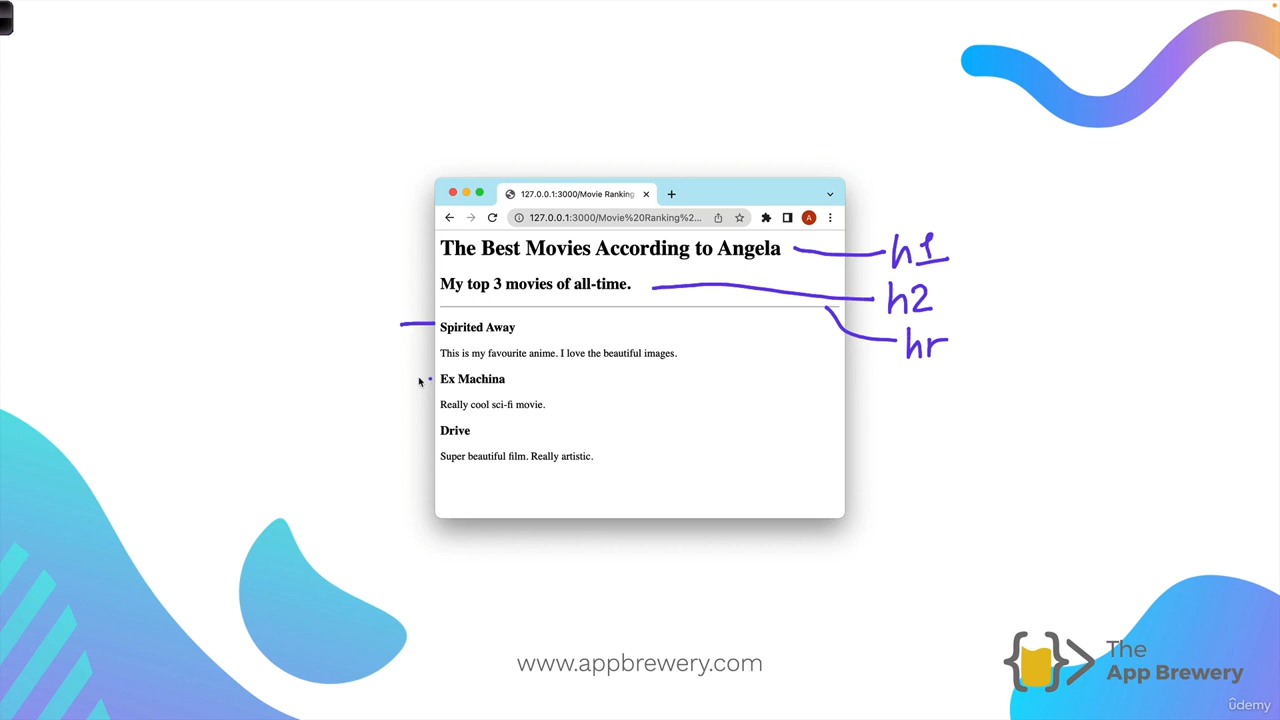 127.0.0.1:3000/Movie Ranking
127.0.0.1:3000/Movie%20Ranking%2...
A
The Best Movies According to Angela
h1
My top 3 movies of all-time.
h2
hr
Spirited Away
This is my favourite anime. I love the beautiful images.
Ex Machina
Really cool sci-fi movie.
Drive
Super beautiful film. Really artistic.
www.appbrewery.com
The
App Brewery
ûdemy